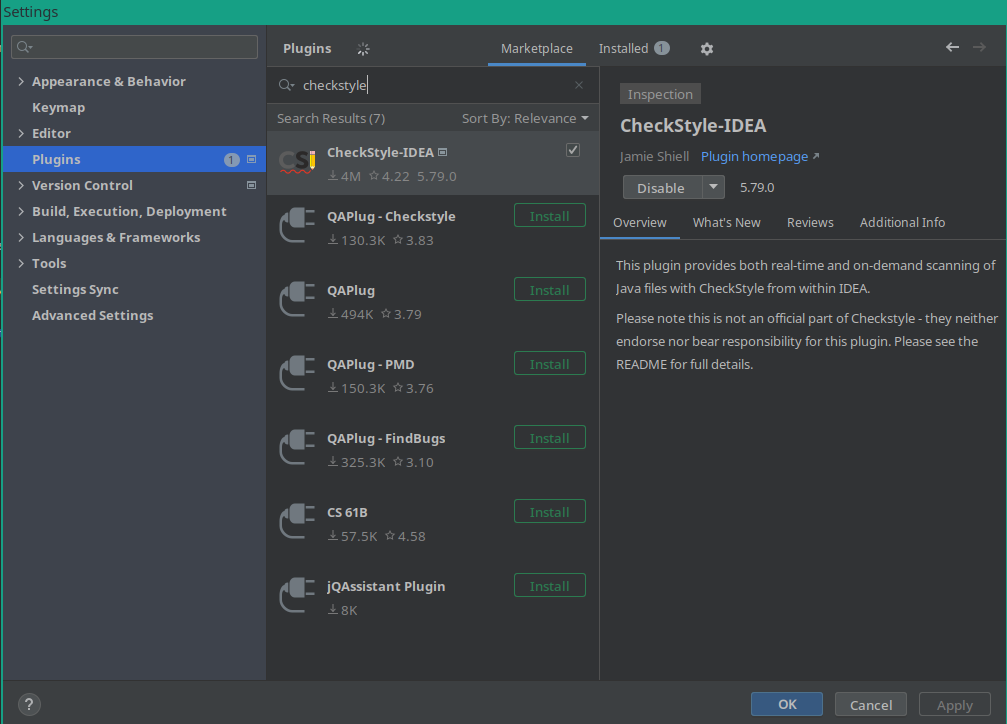 Settings
Plugins
Marketplace
Installed 1
Appearance & Behavior
Keymap
Editor
Plugins 1
Version Control
Build, Execution, Deployment
Languages & Frameworks
Tools
Settings Sync
Advanced Settings
checkstyle
Search Results (7)
Sort By: Relevance
CSI
CheckStyle-IDEA
4M 4.22 5.79.0
QAPlug - Checkstyle
Install
130.3K 3.83
QAPlug
Install
494K 3.79
QAPlug - PMD
Install
150.3K 3.76
QAPlug - FindBugs
Install
325.3K 3.10
CS 61B
Install
57.5K 4.58
jQAssistant Plugin
Install
8K
Inspection
CheckStyle-IDEA
Jamie Shiell Plugin homepage
Disable 5.79.0
Overview What's New Reviews Additional Info
This plugin provides both real-time and on-demand scanning of
Java files with CheckStyle from within IDEA.
Please note this is not an official part of Checkstyle - they neither
endorse nor bear responsibility for this plugin. Please see the
README for full details.
?
OK
Cancel
Apply